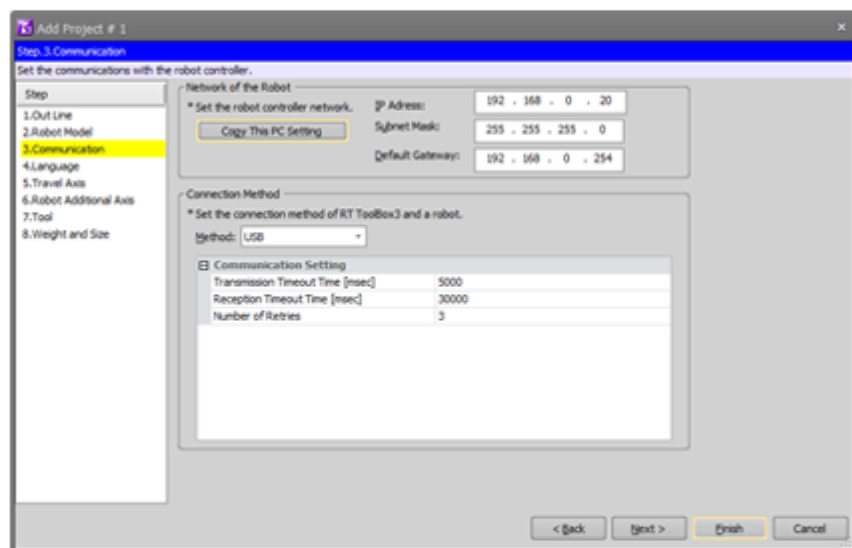 Add Project # 1
Step.3.Communication
Set the communications with the robot controller.
Step
1.Out Line
2.Robot Model
3.Communication
4.Language
5.Travel Axis
6.Robot Additional Axis
7.Tool
8.Weight and Size
Network of the Robot
* Set the robot controller network.
Copy This PC Setting
IP Adress: 192 . 168 . 0 . 20
Subnet Mask: 255 . 255 . 255 . 0
Default Gateway: 192 . 168 . 0 . 254
Connection Method
* Set the connection method of RT ToolBox3 and a robot.
Method: USB
Communication Setting
Transmission Timeout Time [msec] 5000
Reception Timeout Time [msec] 30000
Number of Retries 3
< Back Next > Finish Cancel